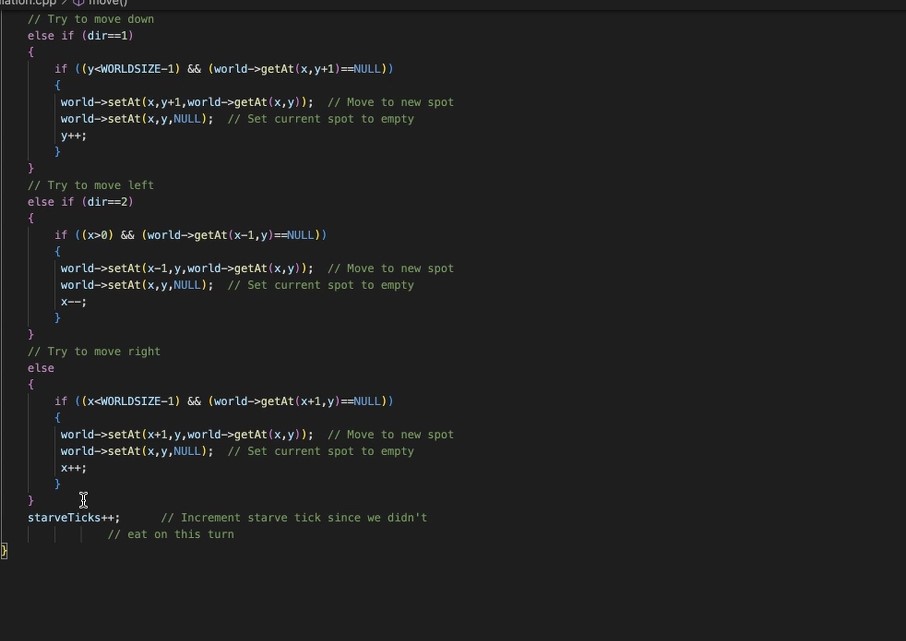 lation.cpp > move()
// Try to move down
else if (dir==1)
{
if ((y<WORLDSIZE-1) && (world->getAt(x,y+1)==NULL))
{
world->setAt(x,y+1,world->getAt(x,y));  // Move to new spot
world->setAt(x,y,NULL);  // Set current spot to empty
y++;
}
}
// Try to move left
else if (dir==2)
{
if ((x>0) && (world->getAt(x-1,y)==NULL))
{
world->setAt(x-1,y,world->getAt(x,y));  // Move to new spot
world->setAt(x,y,NULL);  // Set current spot to empty
x--;
}
}
// Try to move right
else
{
if ((x<WORLDSIZE-1) && (world->getAt(x+1,y)==NULL))
{
world->setAt(x+1,y,world->getAt(x,y));  // Move to new spot
world->setAt(x,y,NULL);  // Set current spot to empty
x++;
}
}
starveTicks++;      // Increment starve tick since we didn't
// eat on this turn
}